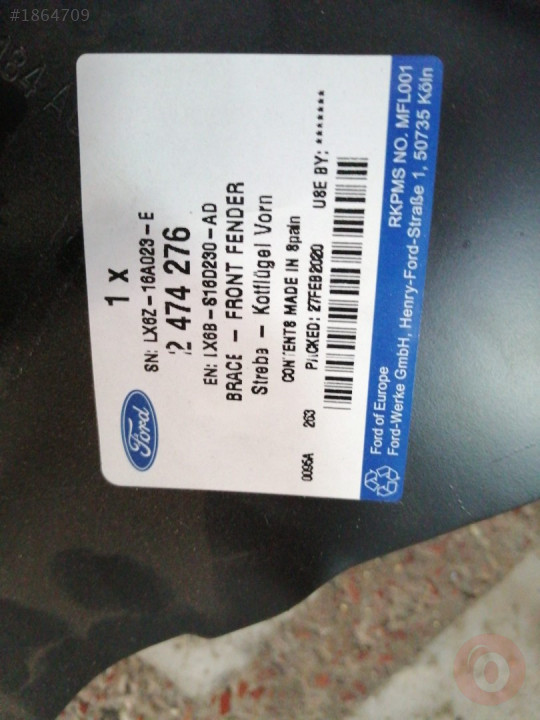 #1864709
Ford
1 x
SN: LX6Z-16A023-E
2 474 276
EN: LX6B-S16D230-AD
BRACE - FRONT FENDER
Strebe - Kotflügel Vorn
CONTENTS MADE IN Spain
PACKED: 27FEB2020 USE BY: *******
0095A 263
Ford of Europe RKPMS NO. MFL001
Ford-Werke GmbH, Henry-Ford-Straße 1, 50735 Köln